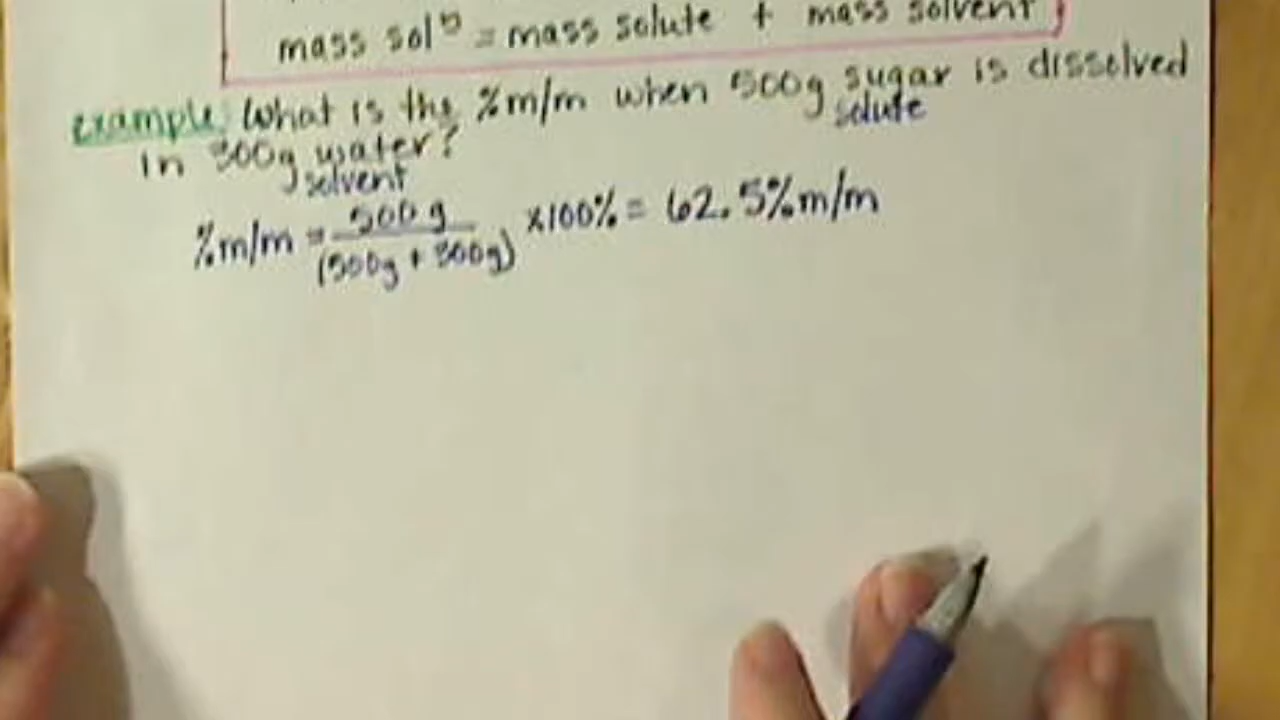 mass solⁿ = mass solute + mass solvent
example: What is the %m/m when 500g sugar is dissolved
solute
in 300g water?
solvent
%m/m = 500 g / (500g + 300g) x100% = 62.5%m/m